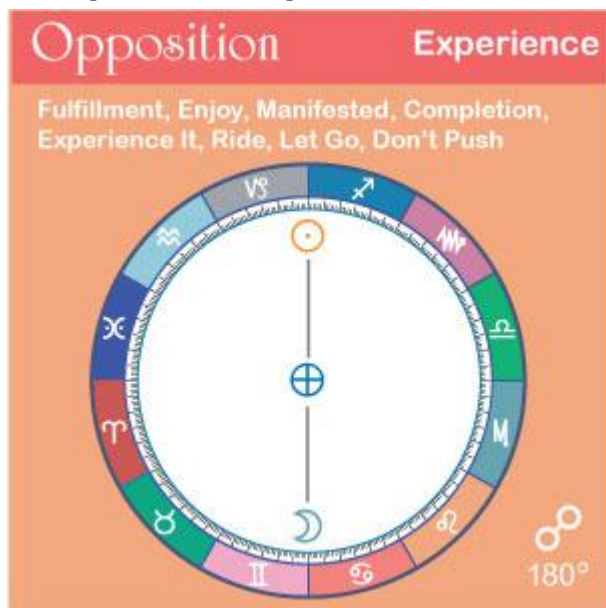 Opposition Experience
Fulfillment, Enjoy, Manifested, Completion,
Experience It, Ride, Let Go, Don't Push
180°